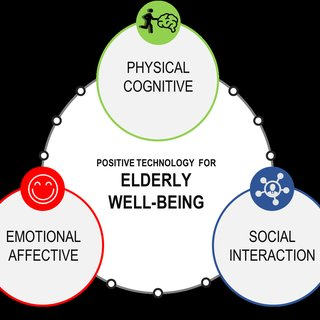 PHYSICAL
COGNITIVE
POSITIVE TECHNOLOGY FOR
ELDERLY
WELL-BEING
EMOTIONAL
AFFECTIVE
SOCIAL
INTERACTION